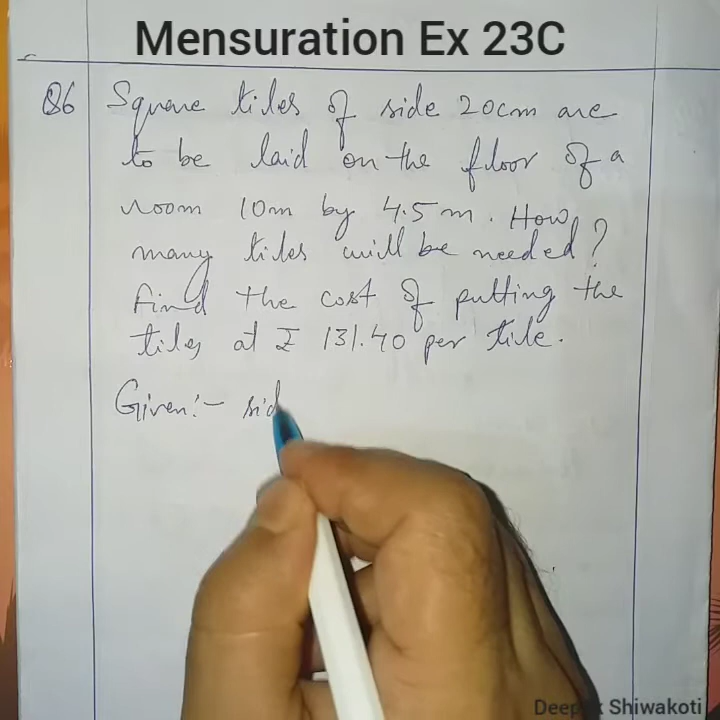 Mensuration Ex 23C
Q6 Square tiles of side 20cm are
to be laid on the floor of a
room 10m by 4.5 m. How
many tiles will be needed?
Find the cost of putting the
tiles at ₹ 131.40 per tile.
Given:- sid
Deepak Shiwakoti